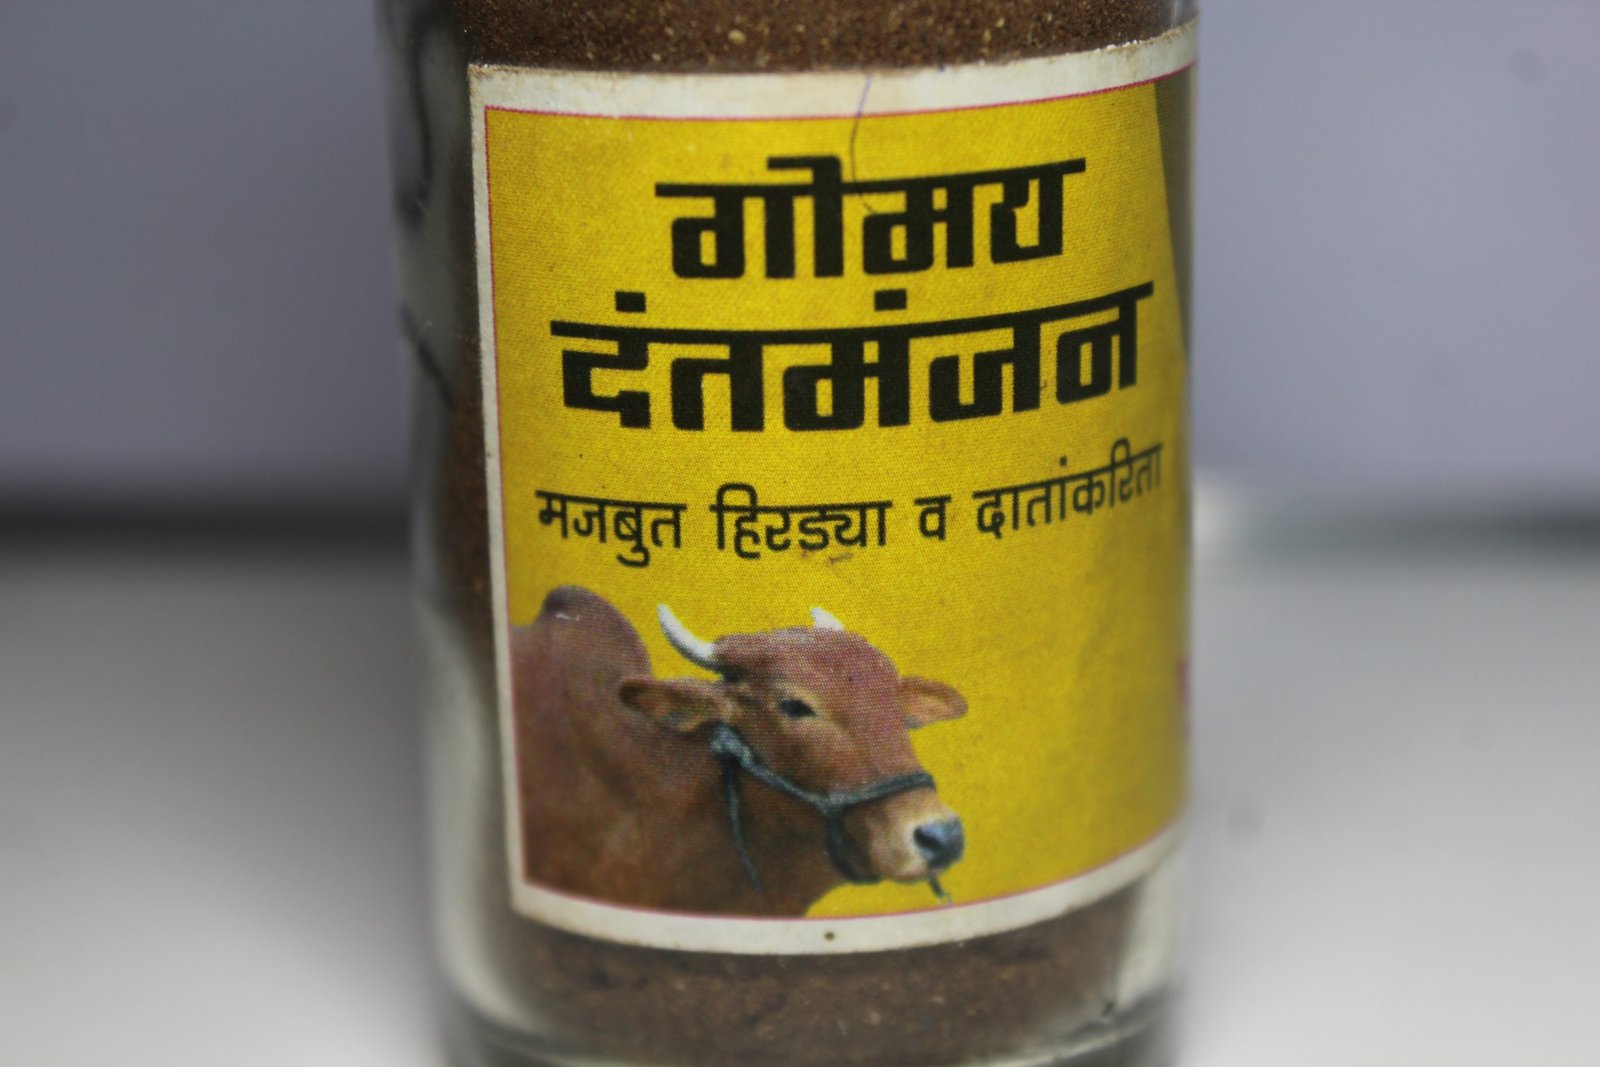 गोमय
दंतमंजन
मजबुत हिरड्या व दातांकरिता